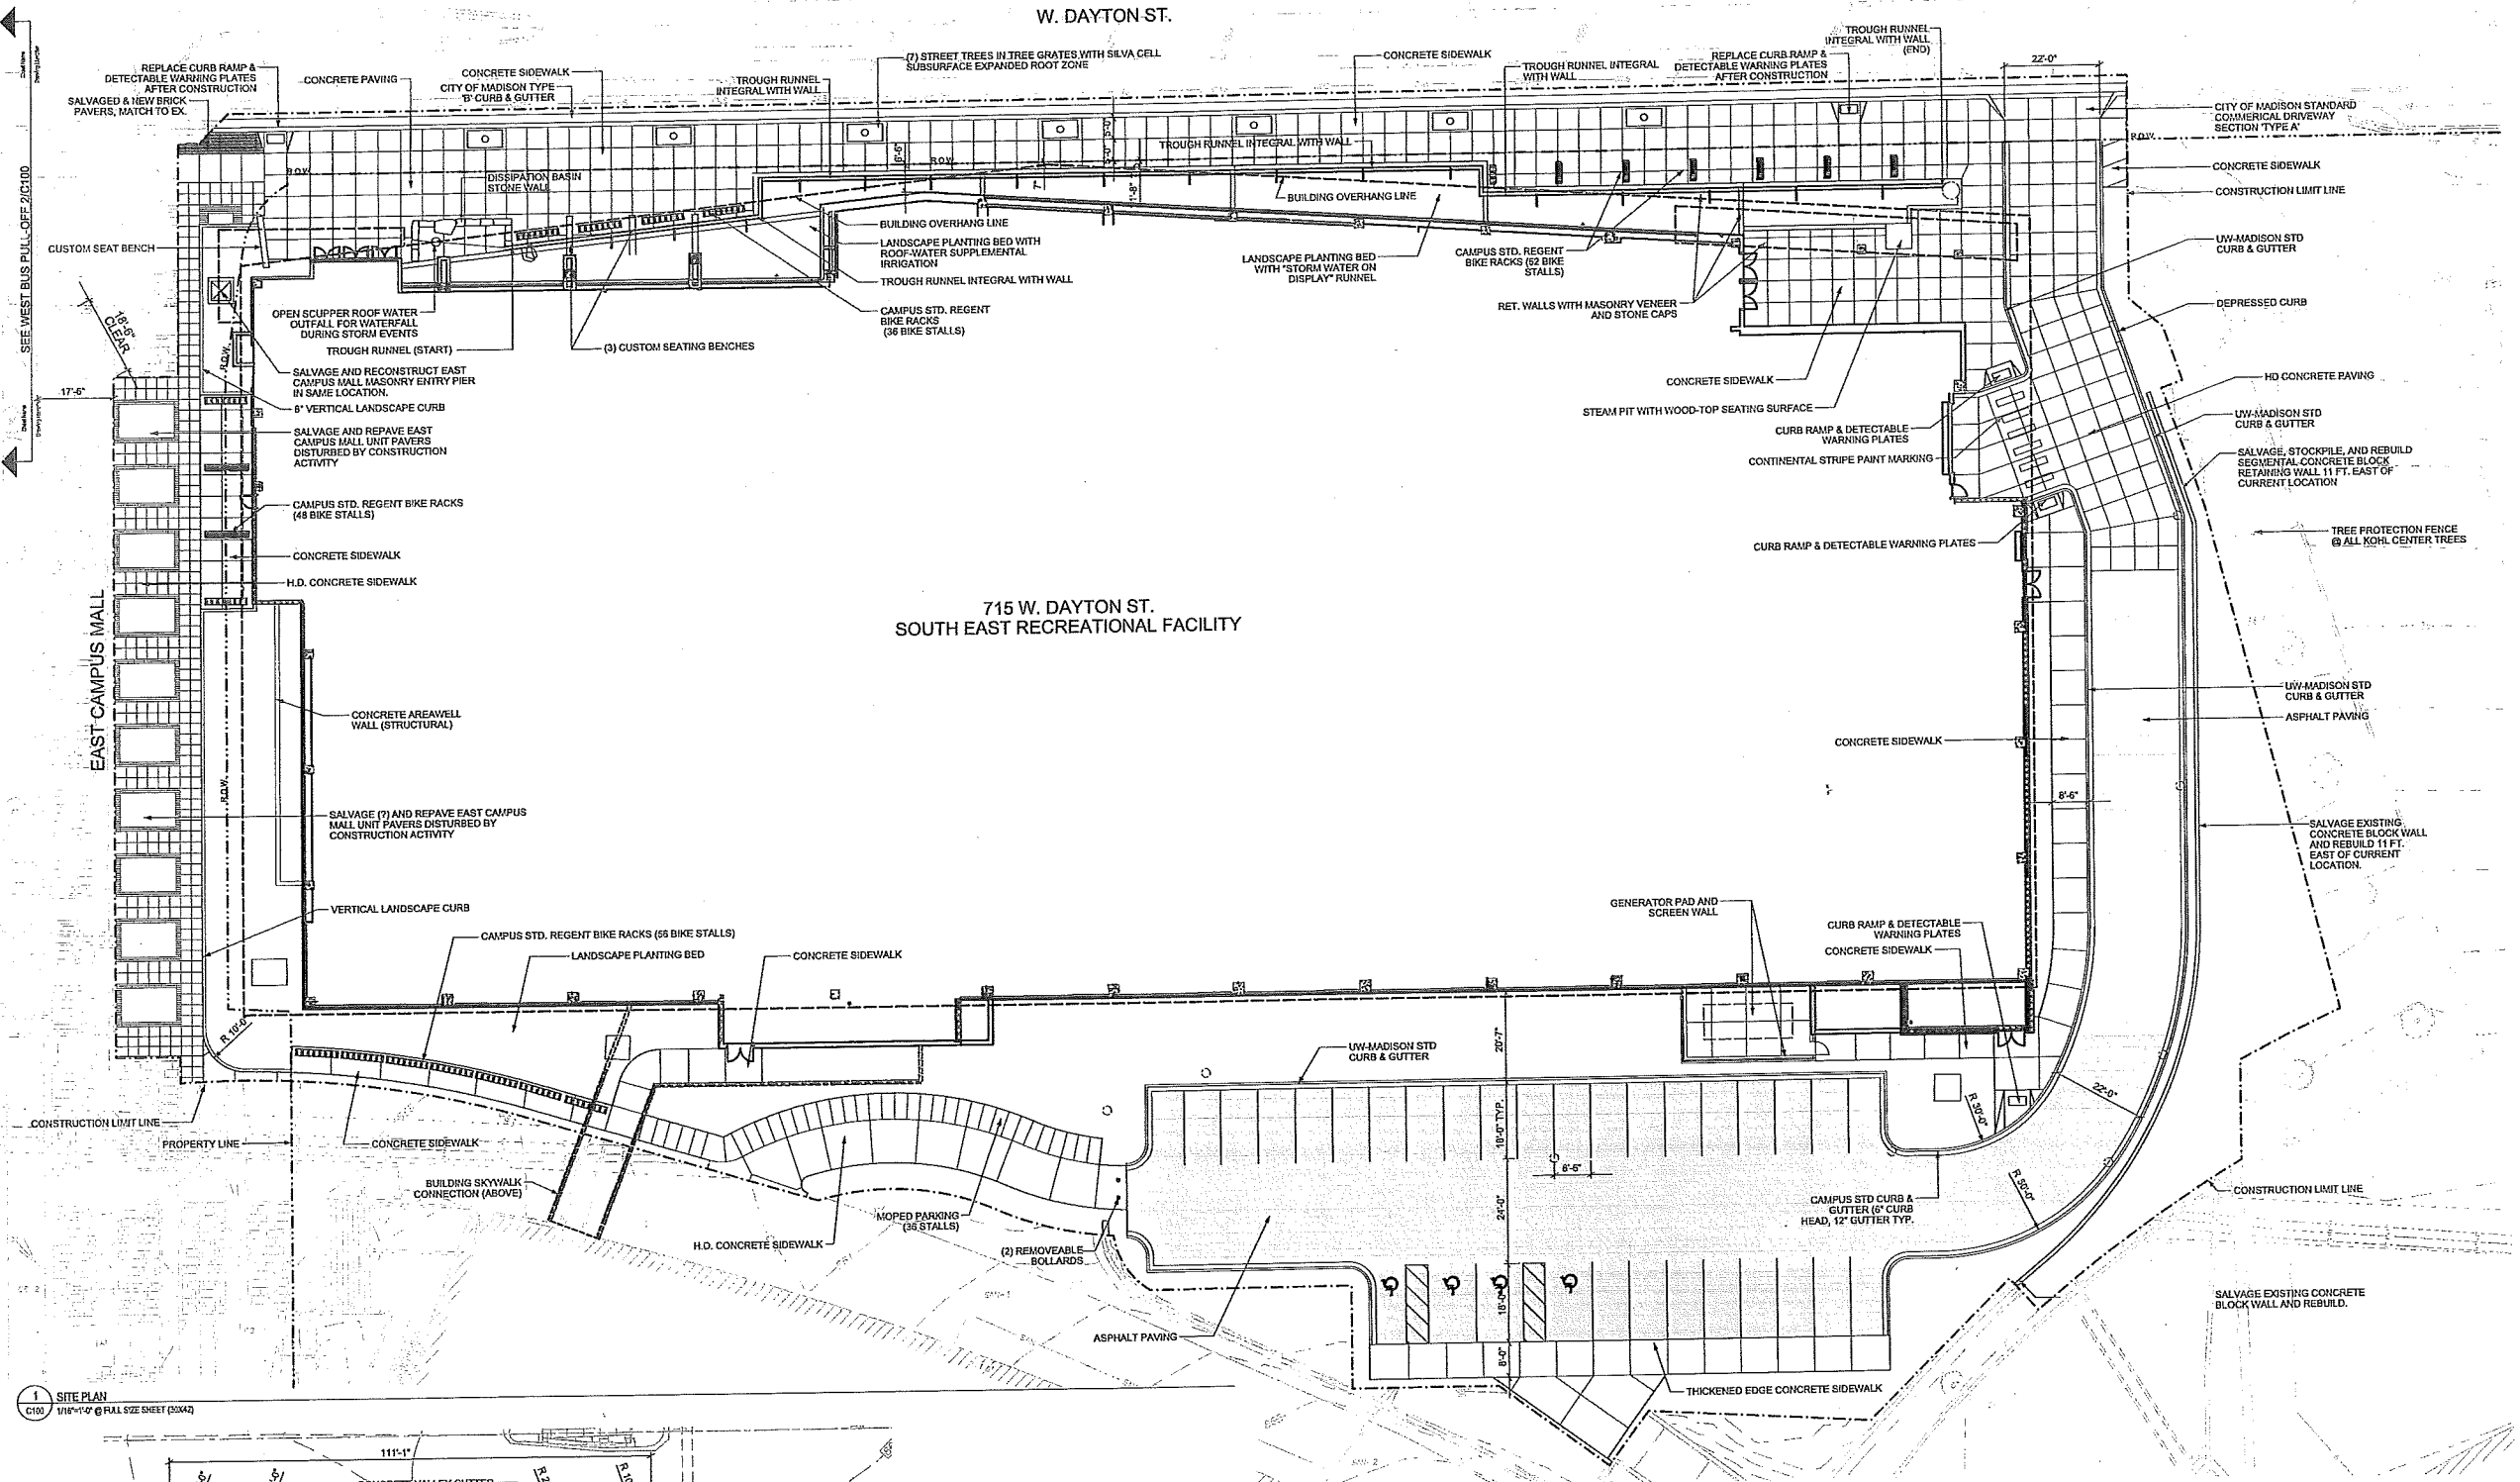 W. DAYTON ST.
TROUGH RUNNEL
INTEGRAL WITH WALL
(END)
REPLACE CURB RAMP &
DETECTABLE WARNING PLATES
AFTER CONSTRUCTION
SALVAGED & NEW BRICK
PAVERS, MATCH TO EX.
CONCRETE PAVING
CONCRETE SIDEWALK
CITY OF MADISON TYPE
'B' CURB & GUTTER
TROUGH RUNNEL
INTEGRAL WITH WALL
(7) STREET TREES IN TREE GRATES WITH SILVA CELL
SUBSURFACE EXPANDED ROOT ZONE
CONCRETE SIDEWALK
TROUGH RUNNEL INTEGRAL
WITH WALL
REPLACE CURB RAMP &
DETECTABLE WARNING PLATES
AFTER CONSTRUCTION
22'-0"
CITY OF MADISON STANDARD
COMMERICAL DRIVEWAY
SECTION 'TYPE A'
R.O.W.
CONCRETE SIDEWALK
CONSTRUCTION LIMIT LINE
SEE WEST BUS PULL-OFF 2/C100
R.O.W.
R.O.W.
6'-6"
5'-0"
TROUGH RUNNEL INTEGRAL WITH WALL
DISSIPATION BASIN
STONE WALL
11'-8"
BUILDING OVERHANG LINE
BUILDING OVERHANG LINE
CUSTOM SEAT BENCH
LANDSCAPE PLANTING BED WITH
ROOF-WATER SUPPLEMENTAL
IRRIGATION
TROUGH RUNNEL INTEGRAL WITH WALL
LANDSCAPE PLANTING BED
WITH "STORM WATER ON
DISPLAY" RUNNEL
CAMPUS STD. REGENT
BIKE RACKS (52 BIKE
STALLS)
UW-MADISON STD
CURB & GUTTER
DEPRESSED CURB
RET. WALLS WITH MASONRY VENEER
AND STONE CAPS
OPEN SCUPPER ROOF WATER
OUTFALL FOR WATERFALL
DURING STORM EVENTS
CAMPUS STD. REGENT
BIKE RACKS
(36 BIKE STALLS)
TROUGH RUNNEL (START)
(3) CUSTOM SEATING BENCHES
18'-6"
CLEAR
R.O.W.
17'-6"
SALVAGE AND RECONSTRUCT EAST
CAMPUS MALL MASONRY ENTRY PIER
IN SAME LOCATION.
6" VERTICAL LANDSCAPE CURB
CONCRETE SIDEWALK
HD CONCRETE PAVING
STEAM PIT WITH WOOD-TOP SEATING SURFACE
UW-MADISON STD
CURB & GUTTER
SALVAGE AND REPAVE EAST
CAMPUS MALL UNIT PAVERS
DISTURBED BY CONSTRUCTION
ACTIVITY
CURB RAMP & DETECTABLE
WARNING PLATES
CONTINENTAL STRIPE PAINT MARKING
SALVAGE, STOCKPILE, AND REBUILD
SEGMENTAL CONCRETE BLOCK
RETAINING WALL 11 FT. EAST OF
CURRENT LOCATION
CAMPUS STD. REGENT BIKE RACKS
(48 BIKE STALLS)
TREE PROTECTION FENCE
@ ALL KOHL CENTER TREES
CURB RAMP & DETECTABLE WARNING PLATES
CONCRETE SIDEWALK
H.D. CONCRETE SIDEWALK
EAST CAMPUS MALL
715 W. DAYTON ST.
SOUTH EAST RECREATIONAL FACILITY
UW-MADISON STD
CURB & GUTTER
CONCRETE AREAWELL
WALL (STRUCTURAL)
ASPHALT PAVING
CONCRETE SIDEWALK
R.O.W.
8'-6"
SALVAGE (?) AND REPAVE EAST CAMPUS
MALL UNIT PAVERS DISTURBED BY
CONSTRUCTION ACTIVITY
SALVAGE EXISTING
CONCRETE BLOCK WALL
AND REBUILD 11 FT.
EAST OF CURRENT
LOCATION.
VERTICAL LANDSCAPE CURB
GENERATOR PAD AND
SCREEN WALL
CURB RAMP & DETECTABLE
WARNING PLATES
CAMPUS STD. REGENT BIKE RACKS (56 BIKE STALLS)
LANDSCAPE PLANTING BED
CONCRETE SIDEWALK
CONCRETE SIDEWALK
R 10'-0"
20'-7"
UW-MADISON STD
CURB & GUTTER
22'-0"
R 30'-0"
CONSTRUCTION LIMIT LINE
PROPERTY LINE
CONCRETE SIDEWALK
18'-0" TYP.
8'-6"
BUILDING SKYWALK
CONNECTION (ABOVE)
R 90'-0"
CONSTRUCTION LIMIT LINE
MOPED PARKING
(36 STALLS)
24'-0"
CAMPUS STD CURB &
GUTTER (6" CURB
HEAD, 12" GUTTER TYP.
H.D. CONCRETE SIDEWALK
(2) REMOVEABLE
BOLLARDS
18'-0"
SALVAGE EXISTING CONCRETE
BLOCK WALL AND REBUILD.
ASPHALT PAVING
8'-0"
THICKENED EDGE CONCRETE SIDEWALK
1
C100
SITE PLAN
1/16"=1'-0" @ FULL SIZE SHEET (30X42)
111'-1"